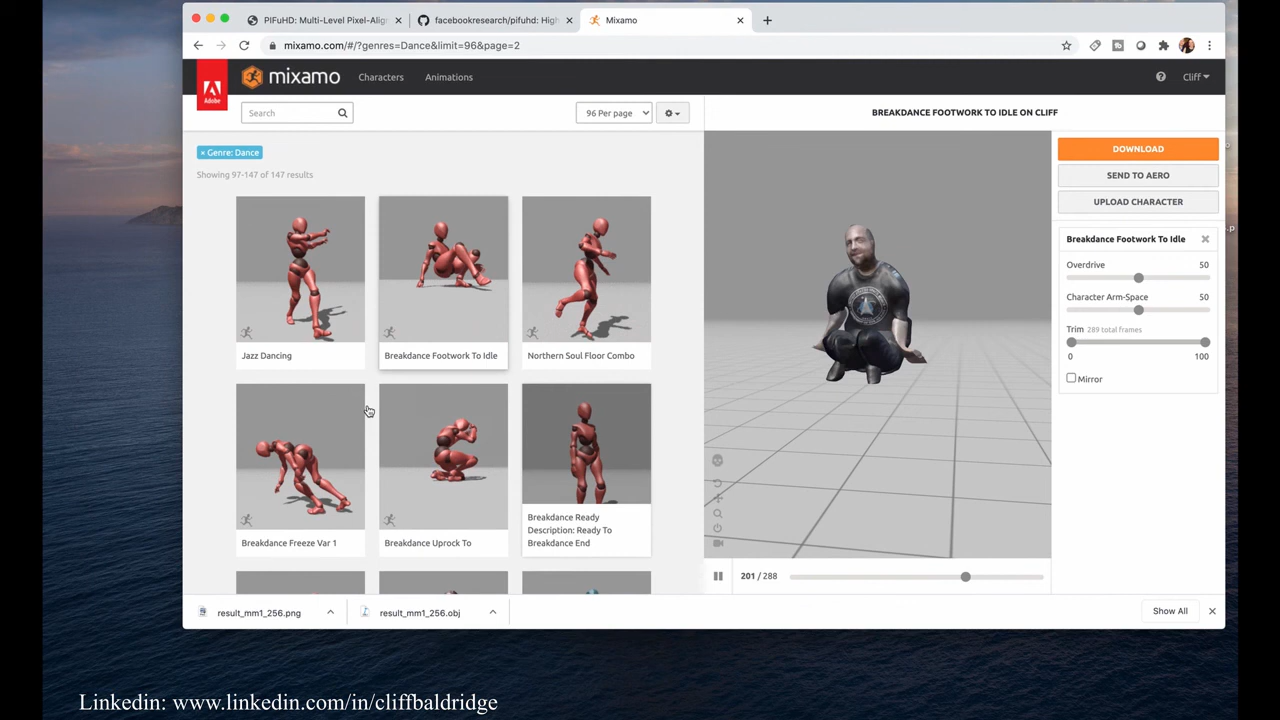 PIFuHD: Multi-Level Pixel-Alig
facebookresearch/pifuhd: High
Mixamo
mixamo.com/#/?genres=Dance&limit=96&page=2
Adobe
mixamo
Characters
Animations
Cliff
Search
96 Per page
BREAKDANCE FOOTWORK TO IDLE ON CLIFF
× Genre: Dance
Showing 97-147 of 147 results
DOWNLOAD
SEND TO AERO
UPLOAD CHARACTER
Breakdance Footwork To Idle
Overdrive 50
Character Arm-Space 50
Trim 289 total frames
0 100
Mirror
Jazz Dancing
Breakdance Footwork To Idle
Northern Soul Floor Combo
Breakdance Freeze Var 1
Breakdance Uprock To
Breakdance Ready
Description: Ready To
Breakdance End
201 / 288
result_mm1_256.png
result_mm1_256.obj
Show All
Linkedin: www.linkedin.com/in/cliffbaldridge